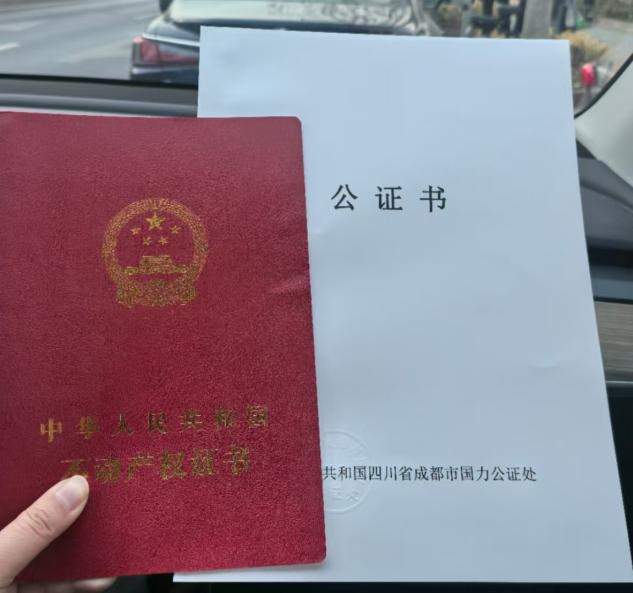 公证书
中华人民共和国
不动产权证书
共和国四川省成都市国力公证处